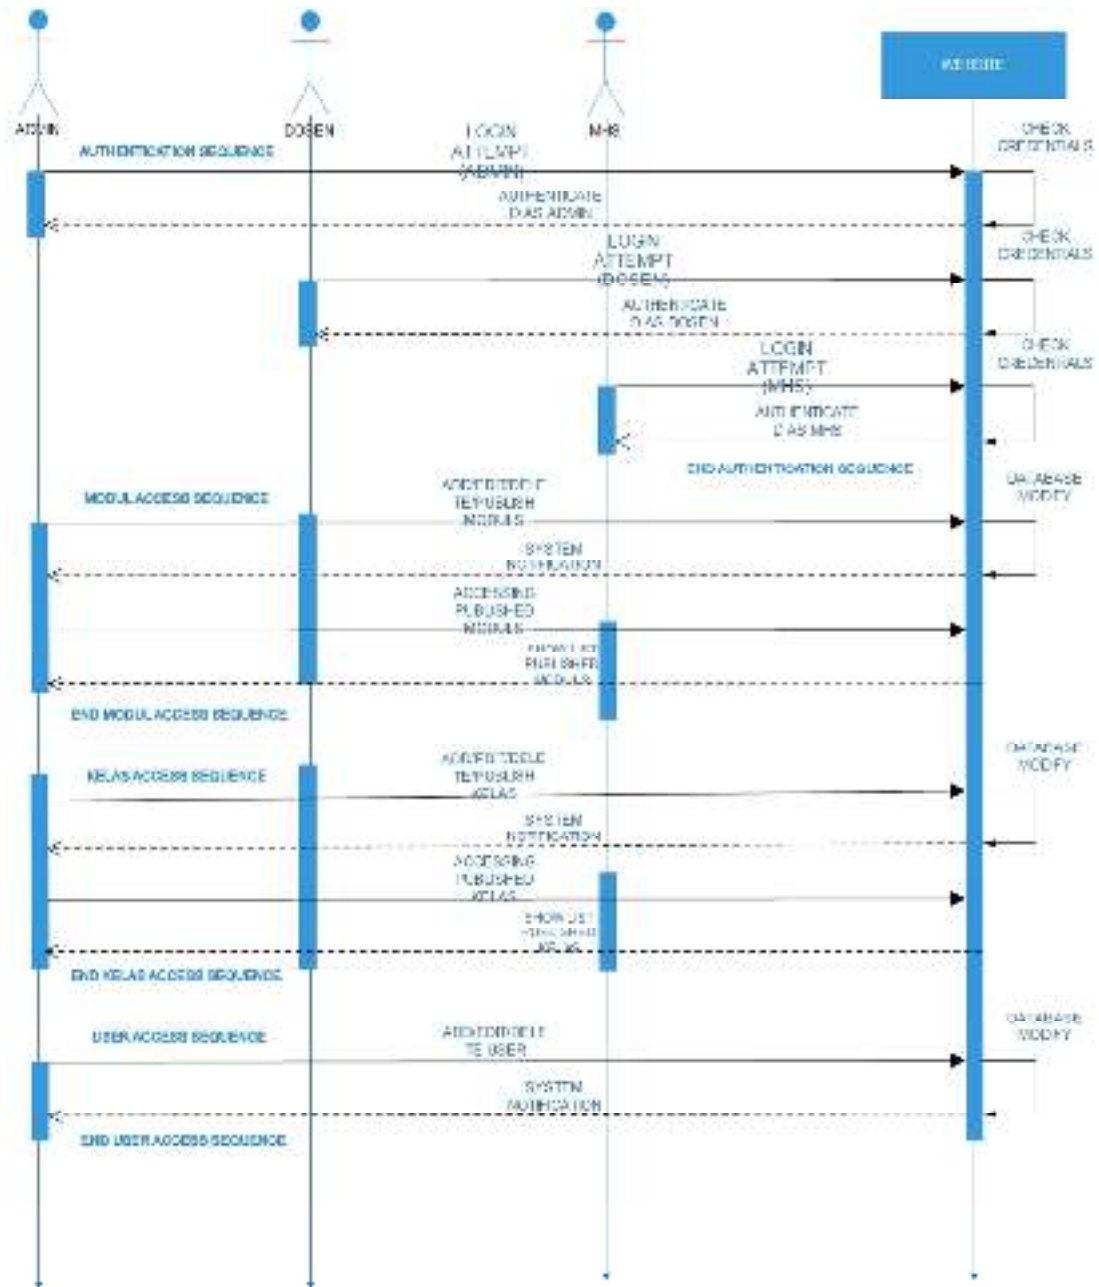 WEBSITE
ADMIN
DOSEN
MHS
AUTHENTICATION SEQUENCE
LOGIN
ATTEMPT
(ADMIN)
CHECK
CREDENTIALS
AUTHENTICATE
D AS ADMIN
LOGIN
ATTEMPT
(DOSEN)
CHECK
CREDENTIALS
AUTHENTICATE
D AS DOSEN
LOGIN
ATTEMPT
(MHS)
CHECK
CREDENTIALS
AUTHENTICATE
D AS MHS
END AUTHENTICATION SEQUENCE
MODUL ACCESS SEQUENCE
ADD/EDIT/DELE
TE/PUBLISH
MODULS
DATABASE
MODIFY
SYSTEM
NOTIFICATION
ACCESSING
PUBLISHED
MODULS
SHOW LIST
PUBLISHED
MODULS
END MODUL ACCESS SEQUENCE
KELAS ACCESS SEQUENCE
ADD/EDIT/DELE
TE/PUBLISH
KELAS
DATABASE
MODIFY
SYSTEM
NOTIFICATION
ACCESSING
PUBLISHED
KELAS
SHOW LIST
PUBLISHED
KELAS
END KELAS ACCESS SEQUENCE
USER ACCESS SEQUENCE
ADD/EDIT/DELE
TE USER
DATABASE
MODIFY
SYSTEM
NOTIFICATION
END USER ACCESS SEQUENCE